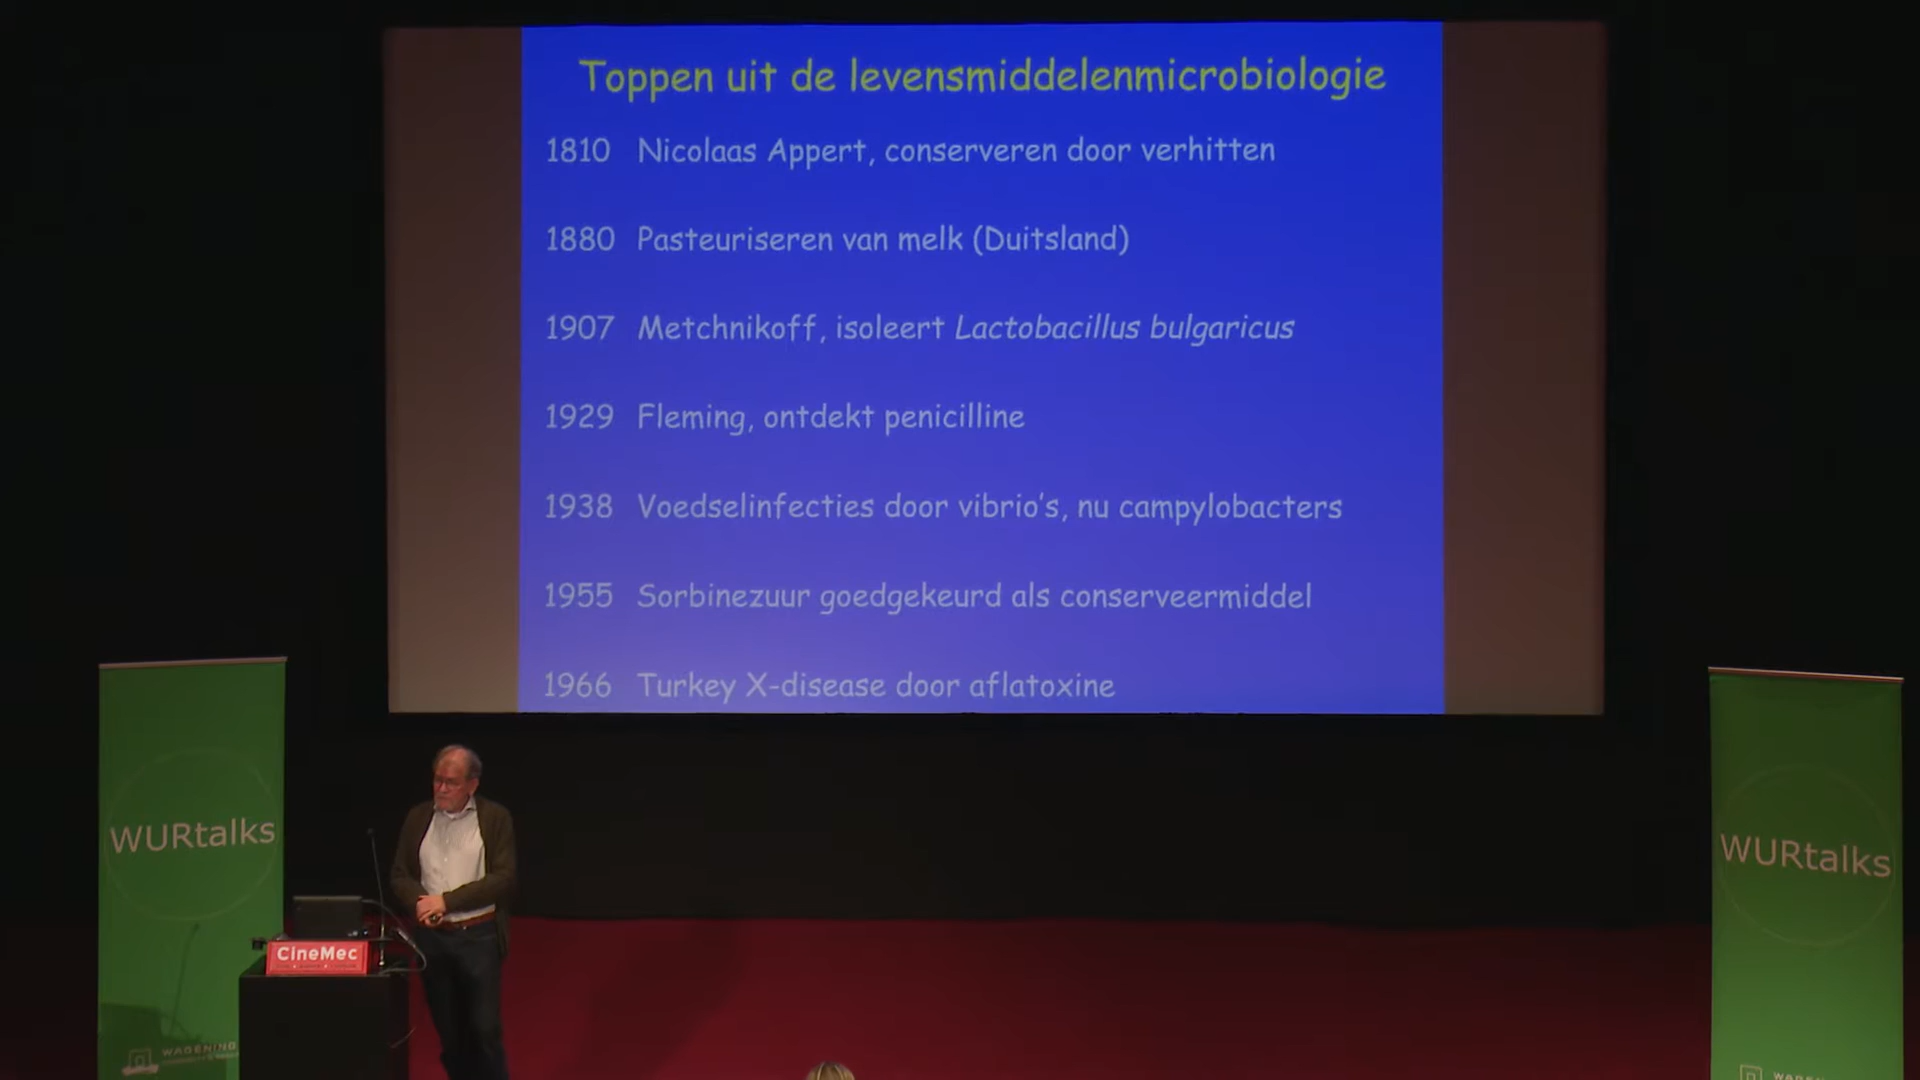 Toppen uit de levensmiddelenmicrobiologie
1810 Nicolaas Appert, conserveren door verhitten
1880 Pasteuriseren van melk (Duitsland)
1907 Metchnikoff, isoleert Lactobacillus bulgaricus
1929 Fleming, ontdekt penicilline
1938 Voedselinfecties door vibrio's, nu campylobacters
1955 Sorbinezuur goedgekeurd als conserveermiddel
1966 Turkey X-disease door aflatoxine
WURtalks
WURtalks
CineMec
WAGENING
WAGEN